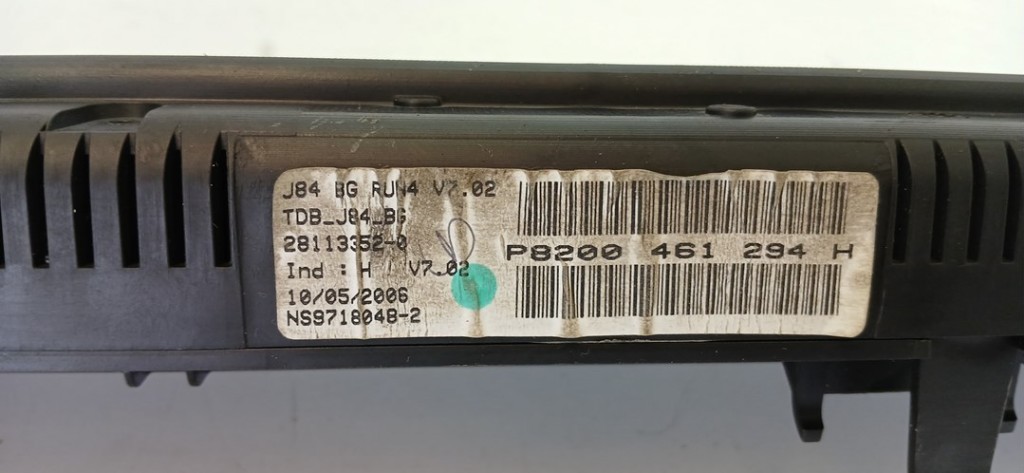 J84 BG RUN4 V7.02
TDB_J84_BG
28113352-0
Ind : H / V7.02
10/05/2006
NS9718048-2
P8200 461 294 H